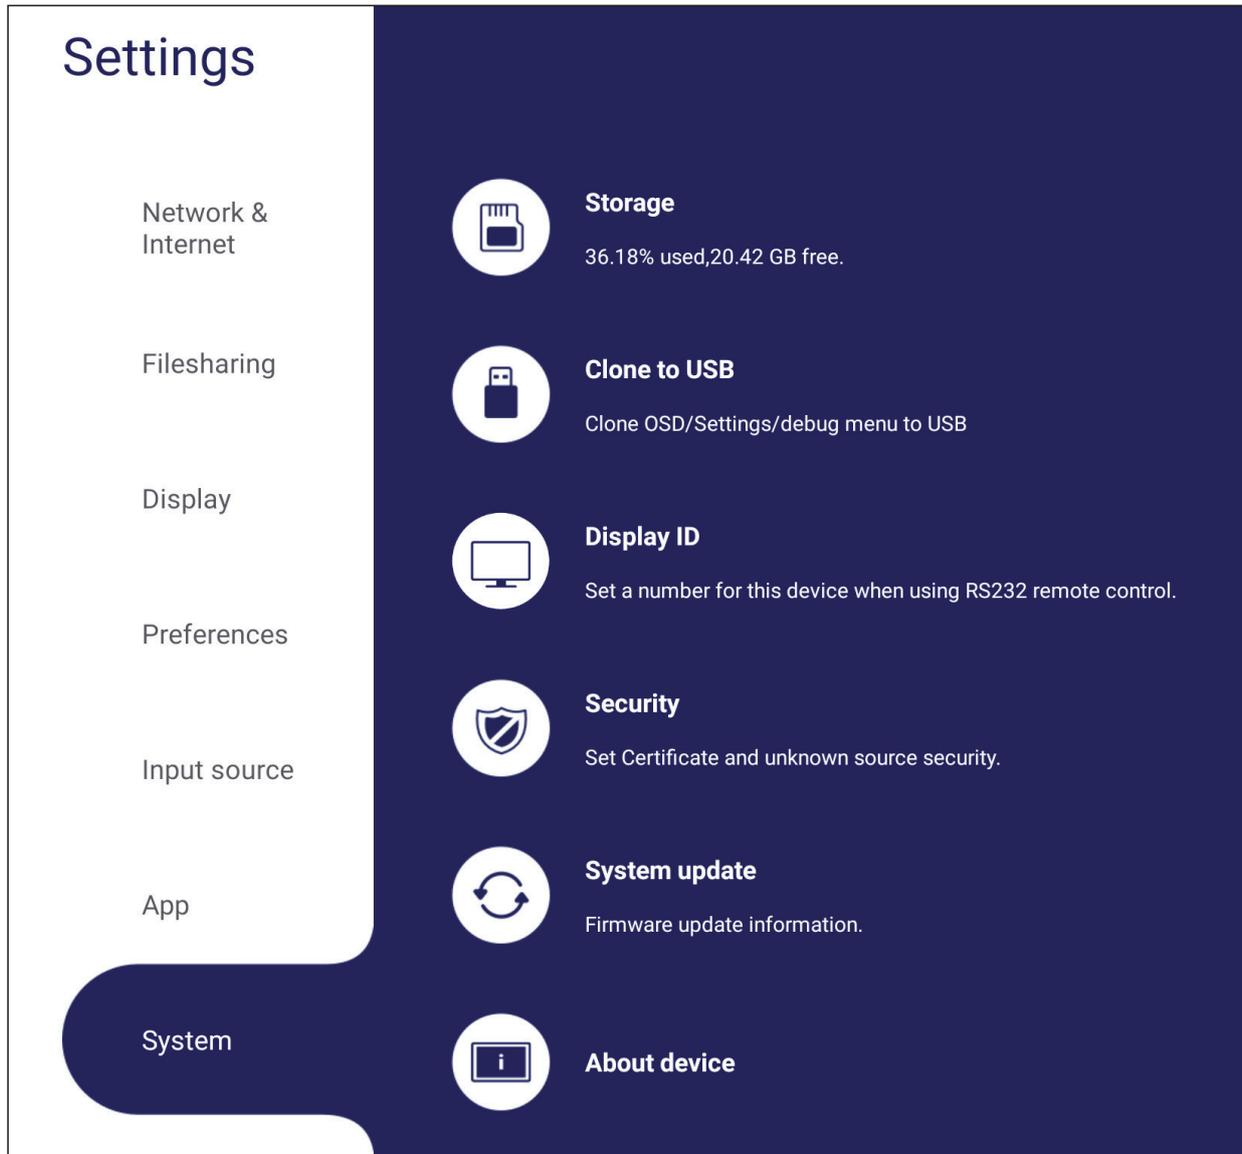 Settings
Network &
Internet
Filesharing
Display
Preferences
Input source
App
System
Storage
36.18% used,20.42 GB free.
Clone to USB
Clone OSD/Settings/debug menu to USB
Display ID
Set a number for this device when using RS232 remote control.
Security
Set Certificate and unknown source security.
System update
Firmware update information.
i
About device